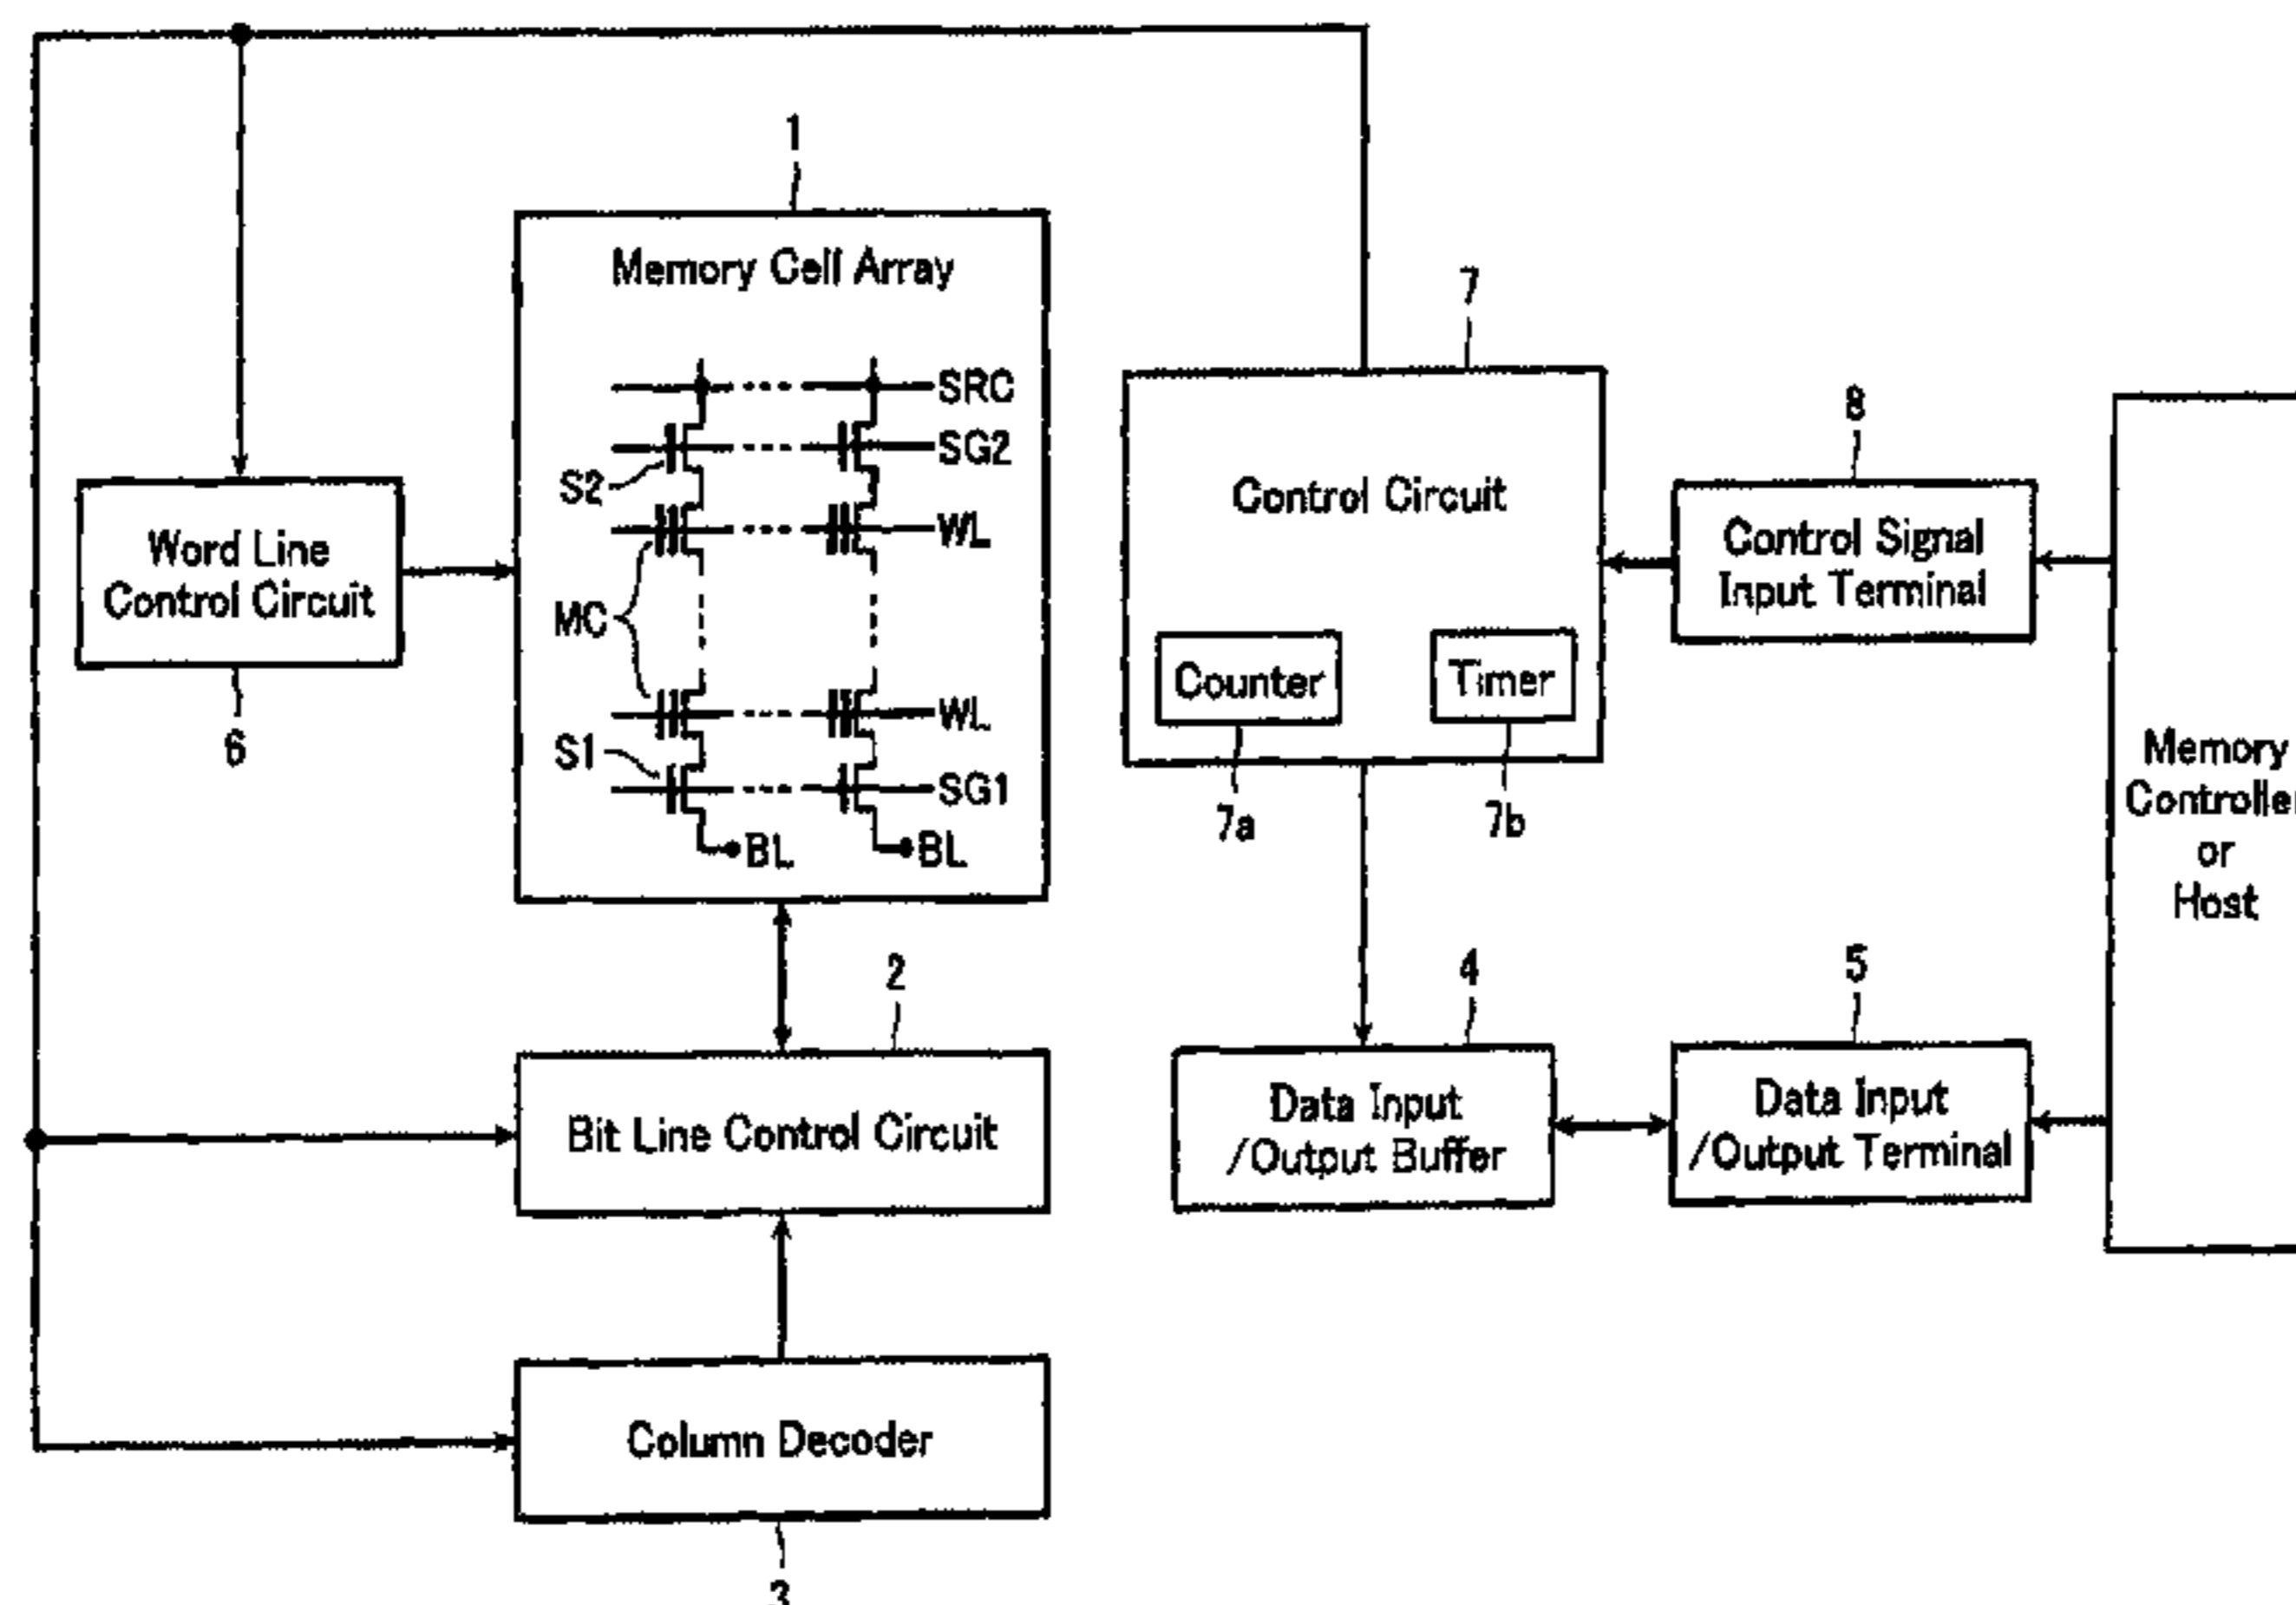 1
Memory Cell Array
SRC
SG2
S2
WL
MC
WL
S1
SG1
BL
BL
Word Line
Control Circuit
6
7
Control Circuit
Counter
Timer
7a
7b
8
Control Signal
Input Terminal
Memory
Controller
or
Host
2
Bit Line Control Circuit
4
Data Input
/Output Buffer
5
Data Input
/Output Terminal
Column Decoder
3